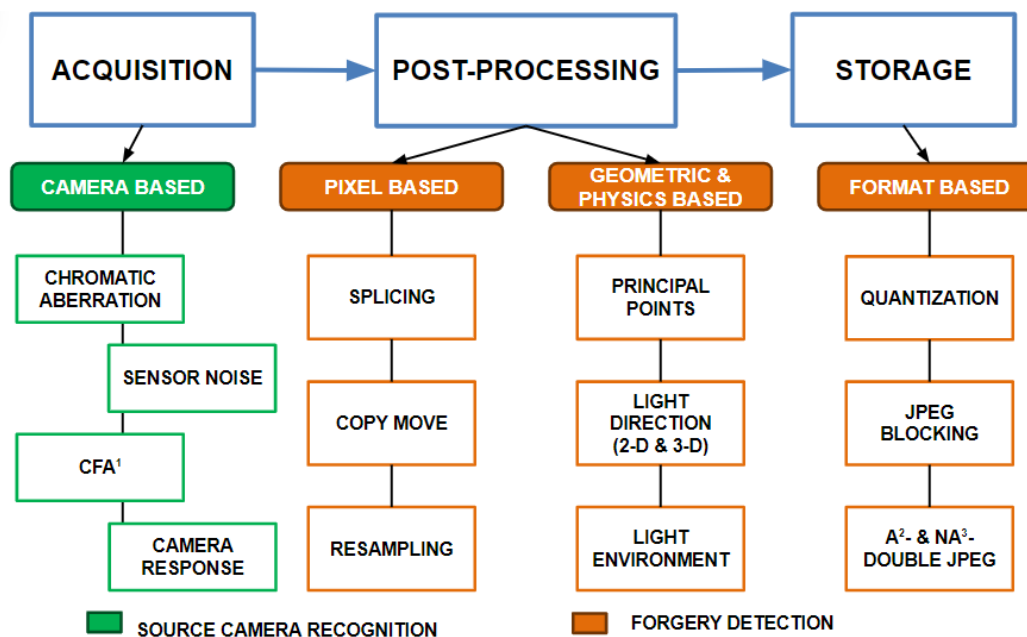 ACQUISITION
POST-PROCESSING
STORAGE
CAMERA BASED
PIXEL BASED
GEOMETRIC &
PHYSICS BASED
FORMAT BASED
CHROMATIC
ABERRATION
SENSOR NOISE
CFA¹
CAMERA
RESPONSE
SPLICING
COPY MOVE
RESAMPLING
PRINCIPAL
POINTS
LIGHT
DIRECTION
(2-D & 3-D)
LIGHT
ENVIRONMENT
QUANTIZATION
JPEG
BLOCKING
A²- & NA³-
DOUBLE JPEG
SOURCE CAMERA RECOGNITION
FORGERY DETECTION